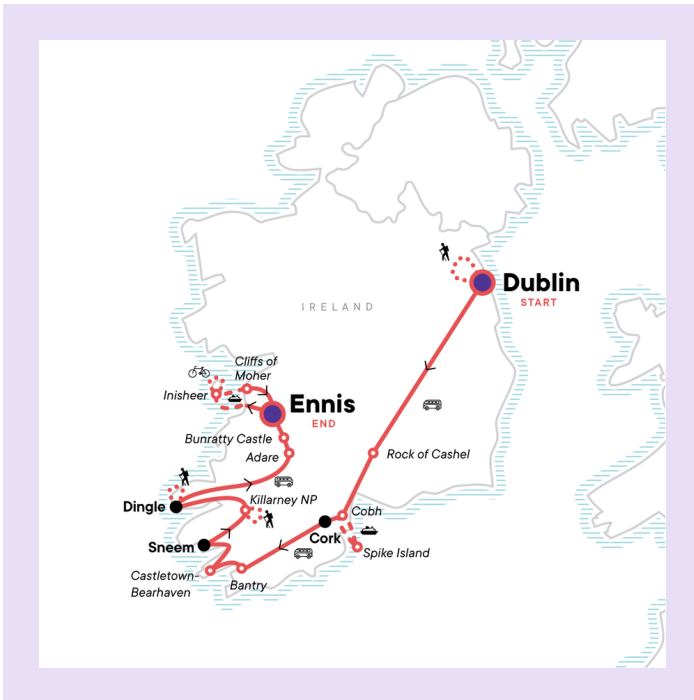 Dublin
START
IRELAND
Cliffs of
Moher
Inisheer
Ennis
END
Bunratty Castle
Adare
Rock of Cashel
Killarney NP
Dingle
Cobh
Cork
Sneem
Spike Island
Castletown-
Bearhaven
Bantry